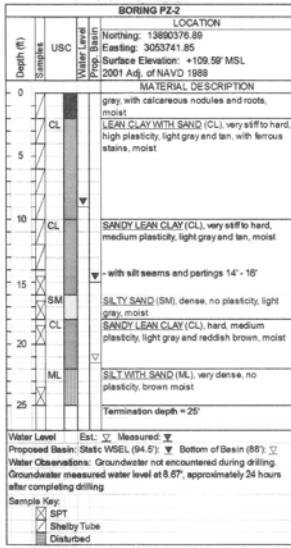 BORING PZ-2
LOCATION
Northing: 13890376.89
Easting: 3053741.85
Surface Elevation: +109.59' MSL
2001 Adj. of NAVD 1988
Depth (ft)
Samples
USC
Water Level
Prop. Basin
MATERIAL DESCRIPTION
0
gray, with calcareous nodules and roots,
moist
CL
LEAN CLAY WITH SAND (CL), very stiff to hard,
high plasticity, light gray and tan, with ferrous
stains, moist
5
10
CL
SANDY LEAN CLAY (CL), very stiff to hard,
medium plasticity, light gray and tan, moist
- with silt seams and partings 14' - 16'
15
SM
SILTY SAND (SM), dense, no plasticity, light
gray, moist
CL
SANDY LEAN CLAY (CL), hard, medium
plasticity, light gray and reddish brown, moist
20
ML
SILT WITH SAND (ML), very dense, no
plasticity, brown moist
25
Termination depth = 25'
Water Level Est.: ▽ Measured: ▼
Proposed Basin: Static WSEL (94.5'): ▼ Bottom of Basin (88'): ▽
Water Observations: Groundwater not encountered during drilling.
Groundwater measured water level at 8.67', approximately 24 hours
after completing drilling
Sample Key:
SPT
Shelby Tube
Disturbed